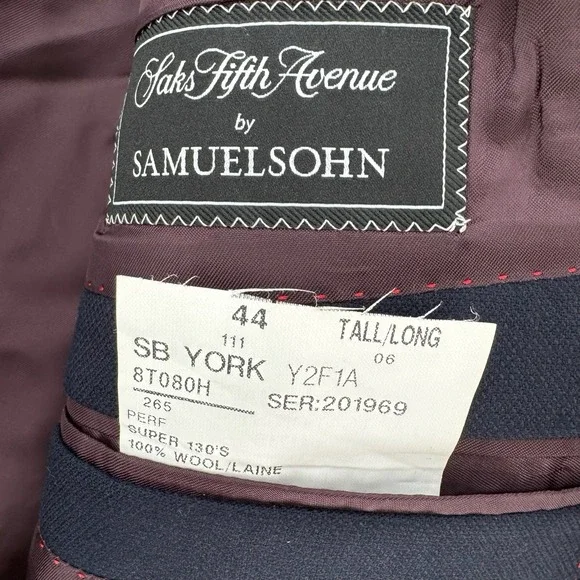 Saks Fifth Avenue
by
SAMUELSOHN
44 TALL/LONG
111 06
SB YORK Y2F1A
8T080H SER:201969
265
PERF
SUPER 130'S
100% WOOL/LAINE